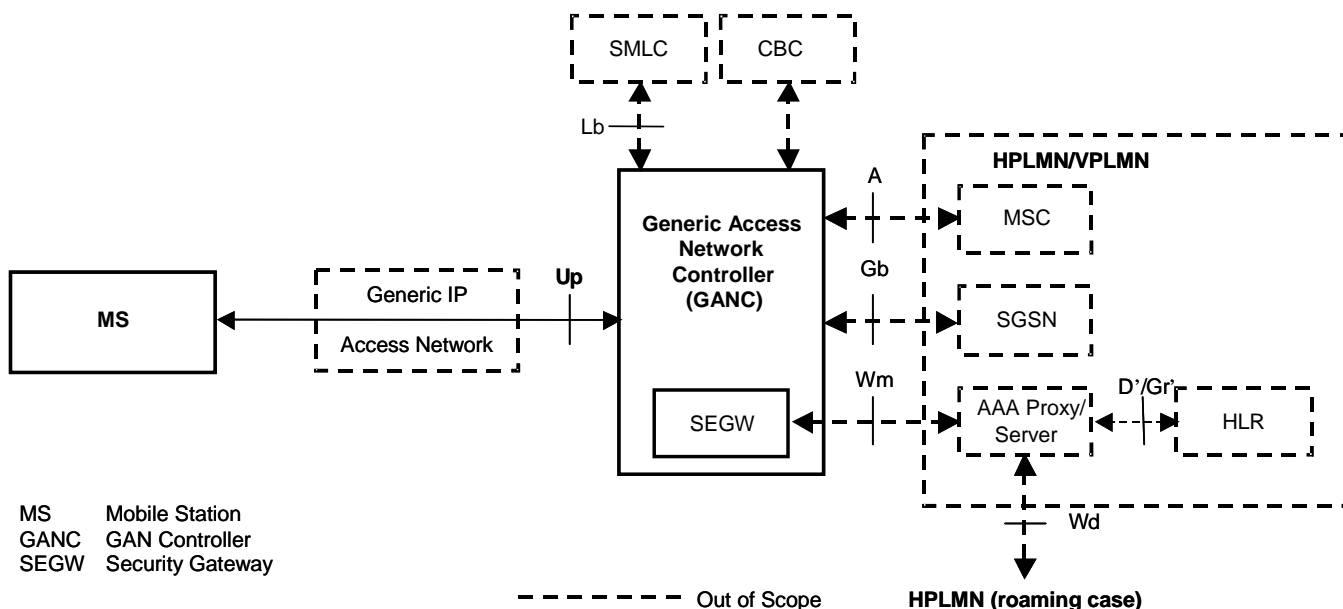 SMLC
CBC
Lb
HPLMN/VPLMN
A
Generic Access
Network
Controller
(GANC)
MSC
Gb
Up
Generic IP
Access Network
MS
SGSN
Wm
D'/Gr'
SEGW
AAA Proxy/
Server
HLR
MS Mobile Station
GANC GAN Controller
SEGW Security Gateway
Wd
Out of Scope
HPLMN (roaming case)